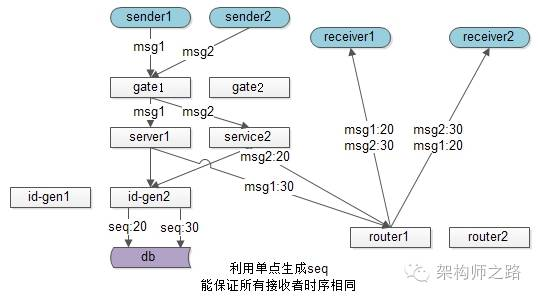 sender1
sender2
receiver1
receiver2
msg1
msg2
gate1
gate2
msg1
msg2
msg1:20
msg2:30
msg2:30
msg1:20
server1
service2
msg2:20
msg1:30
id-gen1
id-gen2
seq:20
seq:30
router1
router2
db
利用单点生成seq
能保证所有接收者时序相同
架构师之路